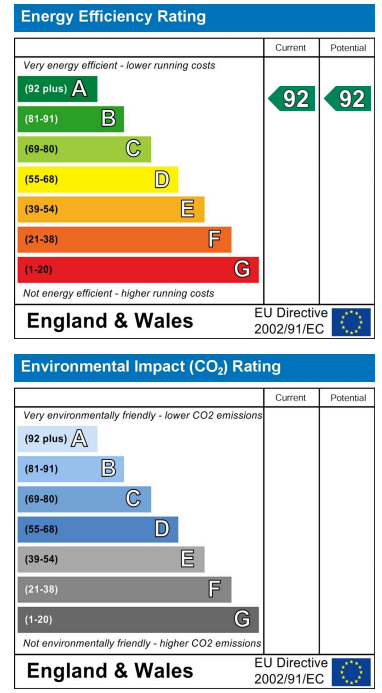 Energy Efficiency Rating
Current Potential
Very energy efficient - lower running costs
(92 plus) A
92 92
(81-91) B
(69-80) C
(55-68) D
(39-54) E
(21-38) F
(1-20) G
Not energy efficient - higher running costs
England & Wales
EU Directive
2002/91/EC
Environmental Impact (CO₂) Rating
Current Potential
Very environmentally friendly - lower CO2 emissions
(92 plus) A
(81-91) B
(69-80) C
(55-68) D
(39-54) E
(21-38) F
(1-20) G
Not environmentally friendly - higher CO2 emissions
England & Wales
EU Directive
2002/91/EC